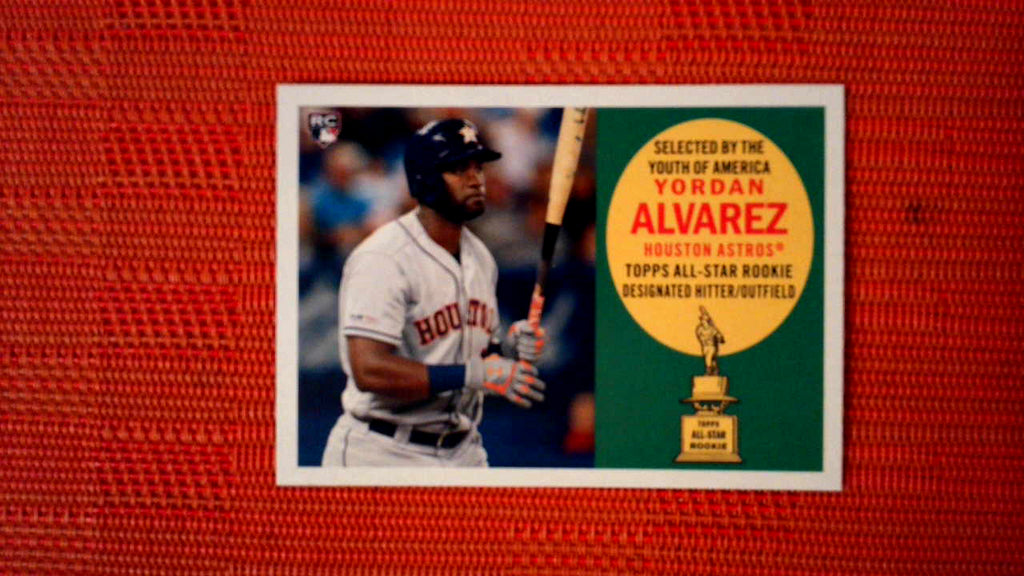 RC
HOUSTON
SELECTED BY THE
YOUTH OF AMERICA
YORDAN
ALVAREZ
HOUSTON ASTROS®
TOPPS ALL-STAR ROOKIE
DESIGNATED HITTER/OUTFIELD
TOPPS
ALL-STAR
ROOKIE